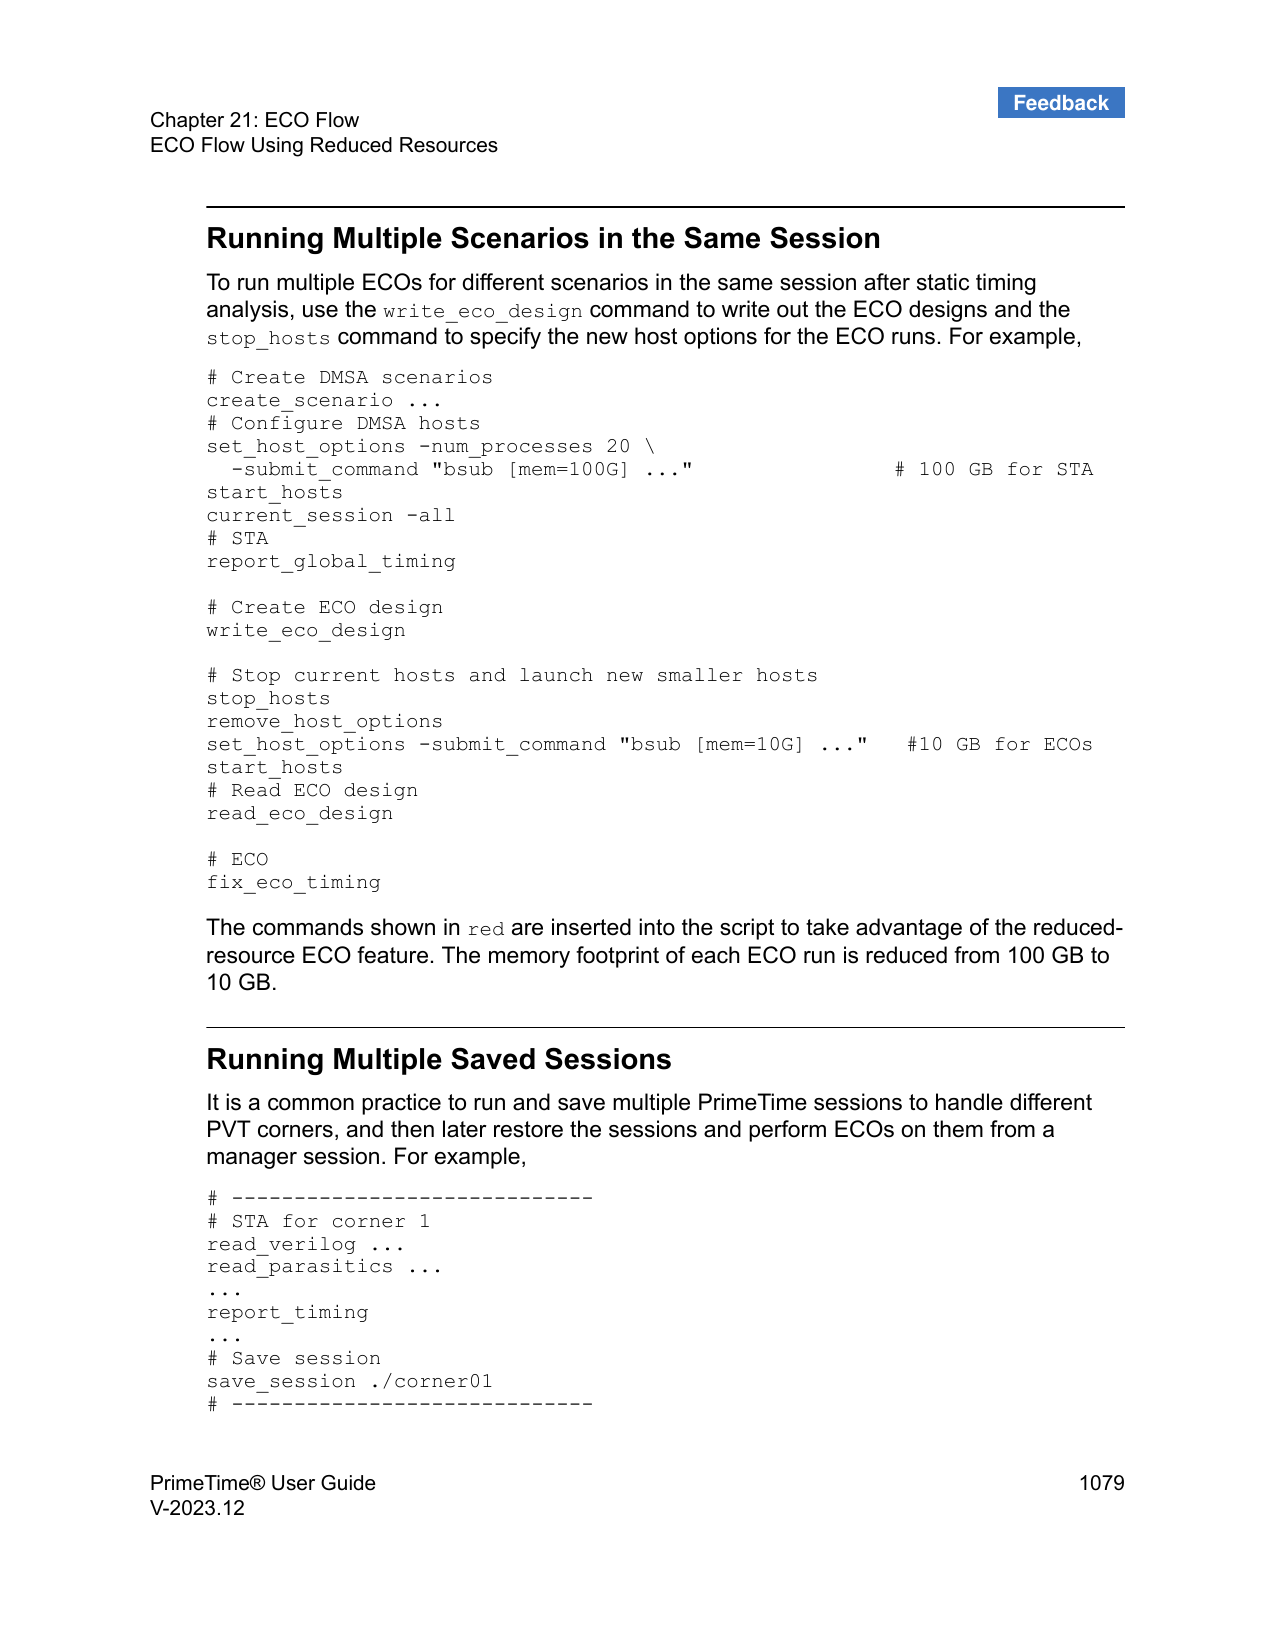 Feedback
Chapter 21: ECO Flow
ECO Flow Using Reduced Resources
Running Multiple Scenarios in the Same Session
To run multiple ECOs for different scenarios in the same session after static timing
analysis, use the write_eco_design command to write out the ECO designs and the
stop_hosts command to specify the new host options for the ECO runs. For example,
# Create DMSA scenarios
create_scenario ...
# Configure DMSA hosts
set_host_options -num_processes 20 \
  -submit_command "bsub [mem=100G] ..."                # 100 GB for STA
start_hosts
current_session -all
# STA
report_global_timing
# Create ECO design
write_eco_design
# Stop current hosts and launch new smaller hosts
stop_hosts
remove_host_options
set_host_options -submit_command "bsub [mem=10G] ..."   #10 GB for ECOs
start_hosts
# Read ECO design
read_eco_design
# ECO
fix_eco_timing
The commands shown in red are inserted into the script to take advantage of the reduced-
resource ECO feature. The memory footprint of each ECO run is reduced from 100 GB to
10 GB.
Running Multiple Saved Sessions
It is a common practice to run and save multiple PrimeTime sessions to handle different
PVT corners, and then later restore the sessions and perform ECOs on them from a
manager session. For example,
# -----------------------------
# STA for corner 1
read_verilog ...
read_parasitics ...
...
report_timing
...
# Save session
save_session ./corner01
# -----------------------------
PrimeTime® User Guide
1079
V-2023.12